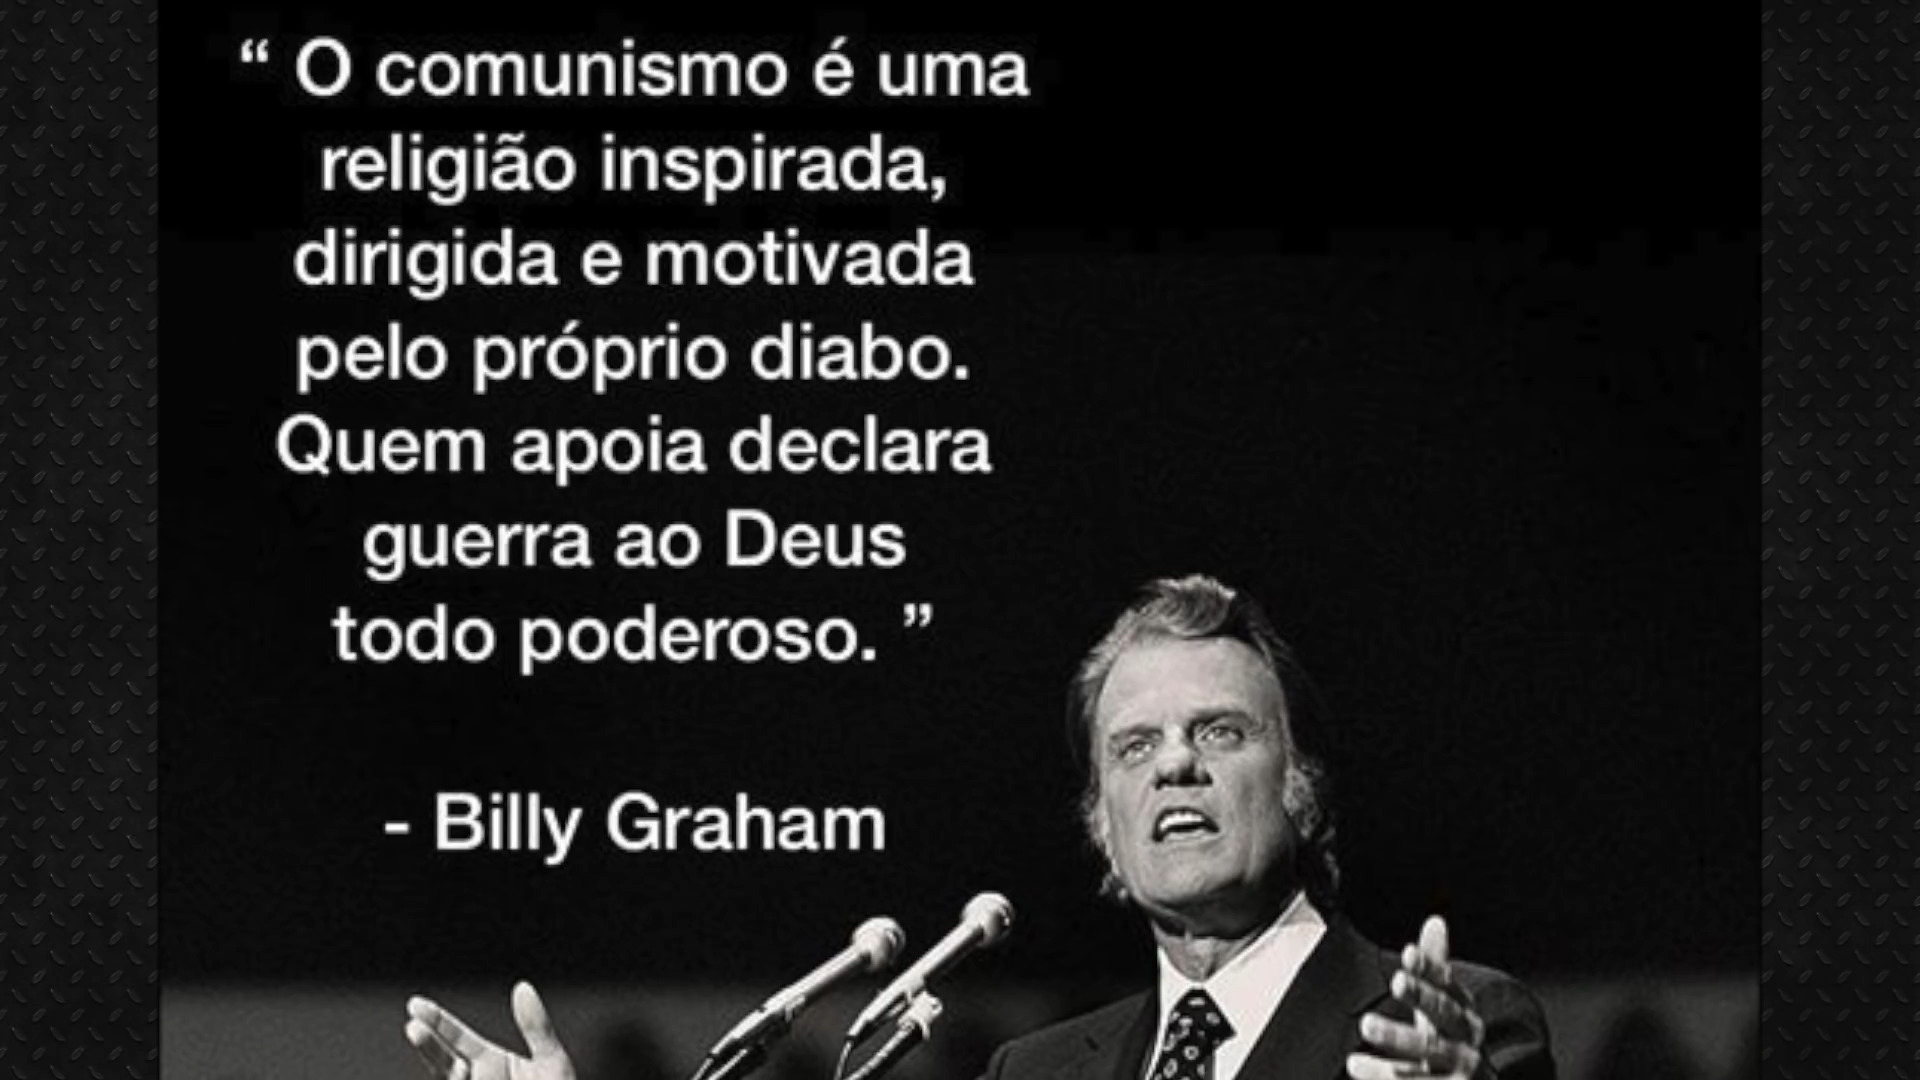 “ O comunismo é uma
religião inspirada,
dirigida e motivada
pelo próprio diabo.
Quem apoia declara
guerra ao Deus
todo poderoso. ”
- Billy Graham